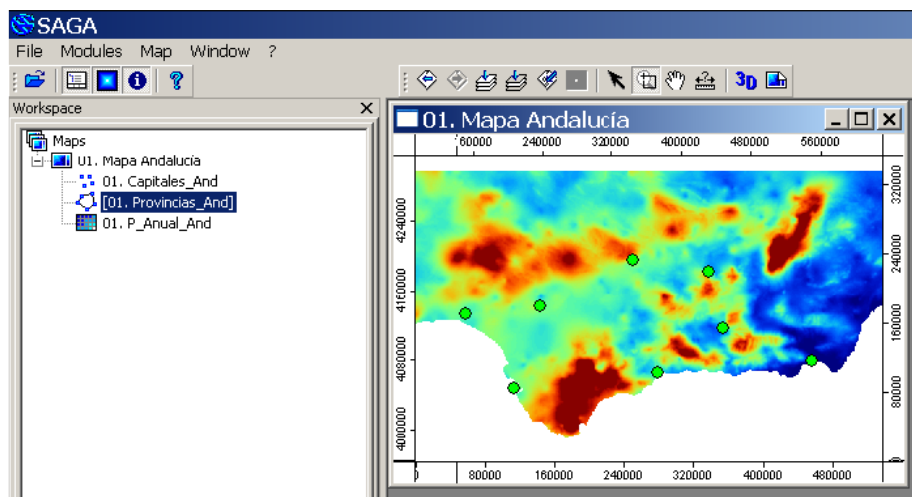 SAGA
File Modules Map Window ?
3D
Workspace X
Maps
01. Mapa Andalucía
01. Capitales_And
[01. Provincias_And]
01. P_Anual_And
01. Mapa Andalucía
160000 240000 320000 400000 480000 560000
4240000
4160000
4080000
4000000
320000
240000
160000
80000
0
0 80000 160000 240000 320000 400000 480000